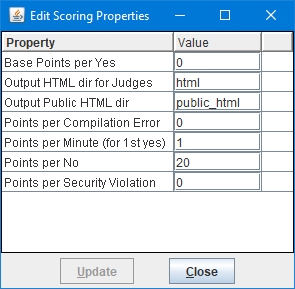 Edit Scoring Properties
Property Value
Base Points per Yes 0
Output HTML dir for Judges html
Output Public HTML dir public_html
Points per Compilation Error 0
Points per Minute (for 1st yes) 1
Points per No 20
Points per Security Violation 0
Update Close